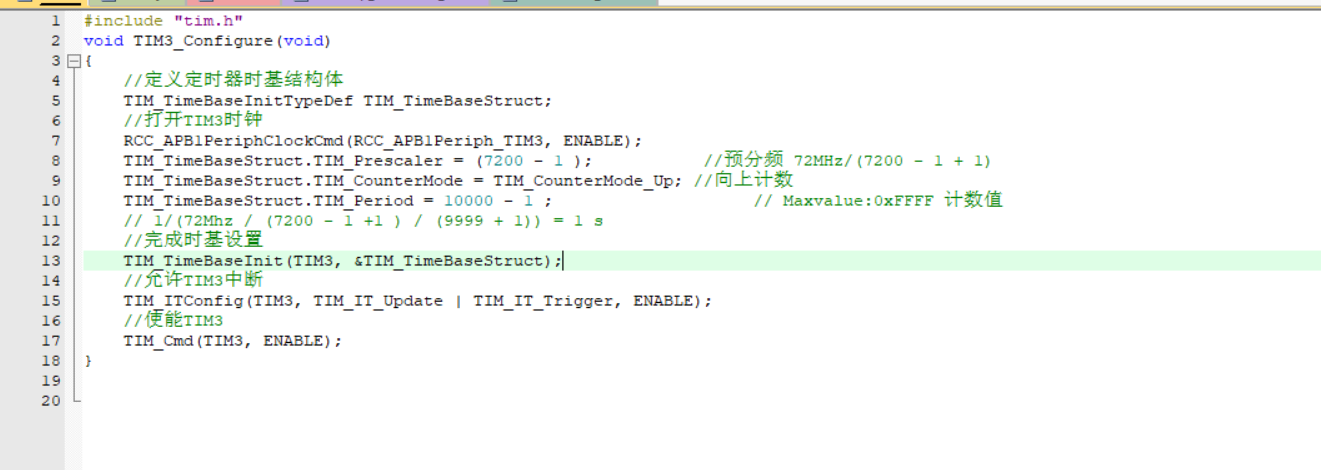 1 #include "tim.h"
2 void TIM3_Configure(void)
3 {
4 //定义定时器时基结构体
5 TIM_TimeBaseInitTypeDef TIM_TimeBaseStruct;
6 //打开TIM3时钟
7 RCC_APB1PeriphClockCmd(RCC_APB1Periph_TIM3, ENABLE);
8 TIM_TimeBaseStruct.TIM_Prescaler = (7200 - 1 ); //预分频 72MHz/(7200 - 1 + 1)
9 TIM_TimeBaseStruct.TIM_CounterMode = TIM_CounterMode_Up; //向上计数
10 TIM_TimeBaseStruct.TIM_Period = 10000 - 1 ; // Maxvalue:0xFFFF 计数值
11 // 1/(72Mhz / (7200 - 1 +1 ) / (9999 + 1)) = 1 s
12 //完成时基设置
13 TIM_TimeBaseInit(TIM3, &TIM_TimeBaseStruct);
14 //允许TIM3中断
15 TIM_ITConfig(TIM3, TIM_IT_Update | TIM_IT_Trigger, ENABLE);
16 //使能TIM3
17 TIM_Cmd(TIM3, ENABLE);
18 }
19
20